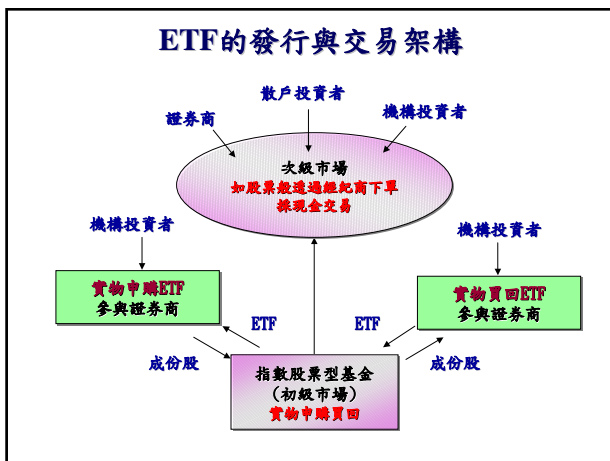 ETF的發行與交易架構
散戶投資者
證券商
機構投資者
次級市場
如股票般透過經紀商下單
採現金交易
機構投資者
機構投資者
實物申購ETF
參與證券商
實物買回ETF
參與證券商
ETF
ETF
成份股
成份股
指數股票型基金
(初級市場)
實物申購買回